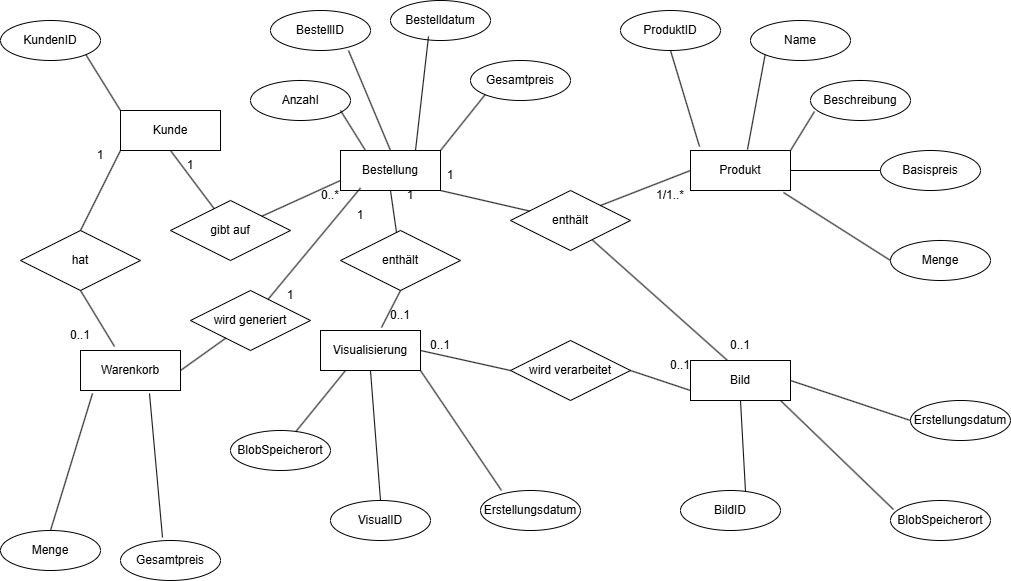 KundenID
BestellID
Bestelldatum
ProduktID
Name
Anzahl
Gesamtpreis
Beschreibung
Kunde
Bestellung
Produkt
Basispreis
1
1
1
0..*
1
1/1..*
1
gibt auf
enthält
hat
enthält
Menge
1
wird generiert
0..1
0..1
Visualisierung
0..1
0..1
Warenkorb
wird verarbeitet
0..1
Bild
Erstellungsdatum
BlobSpeicherort
VisualID
Erstellungsdatum
BildID
BlobSpeicherort
Menge
Gesamtpreis